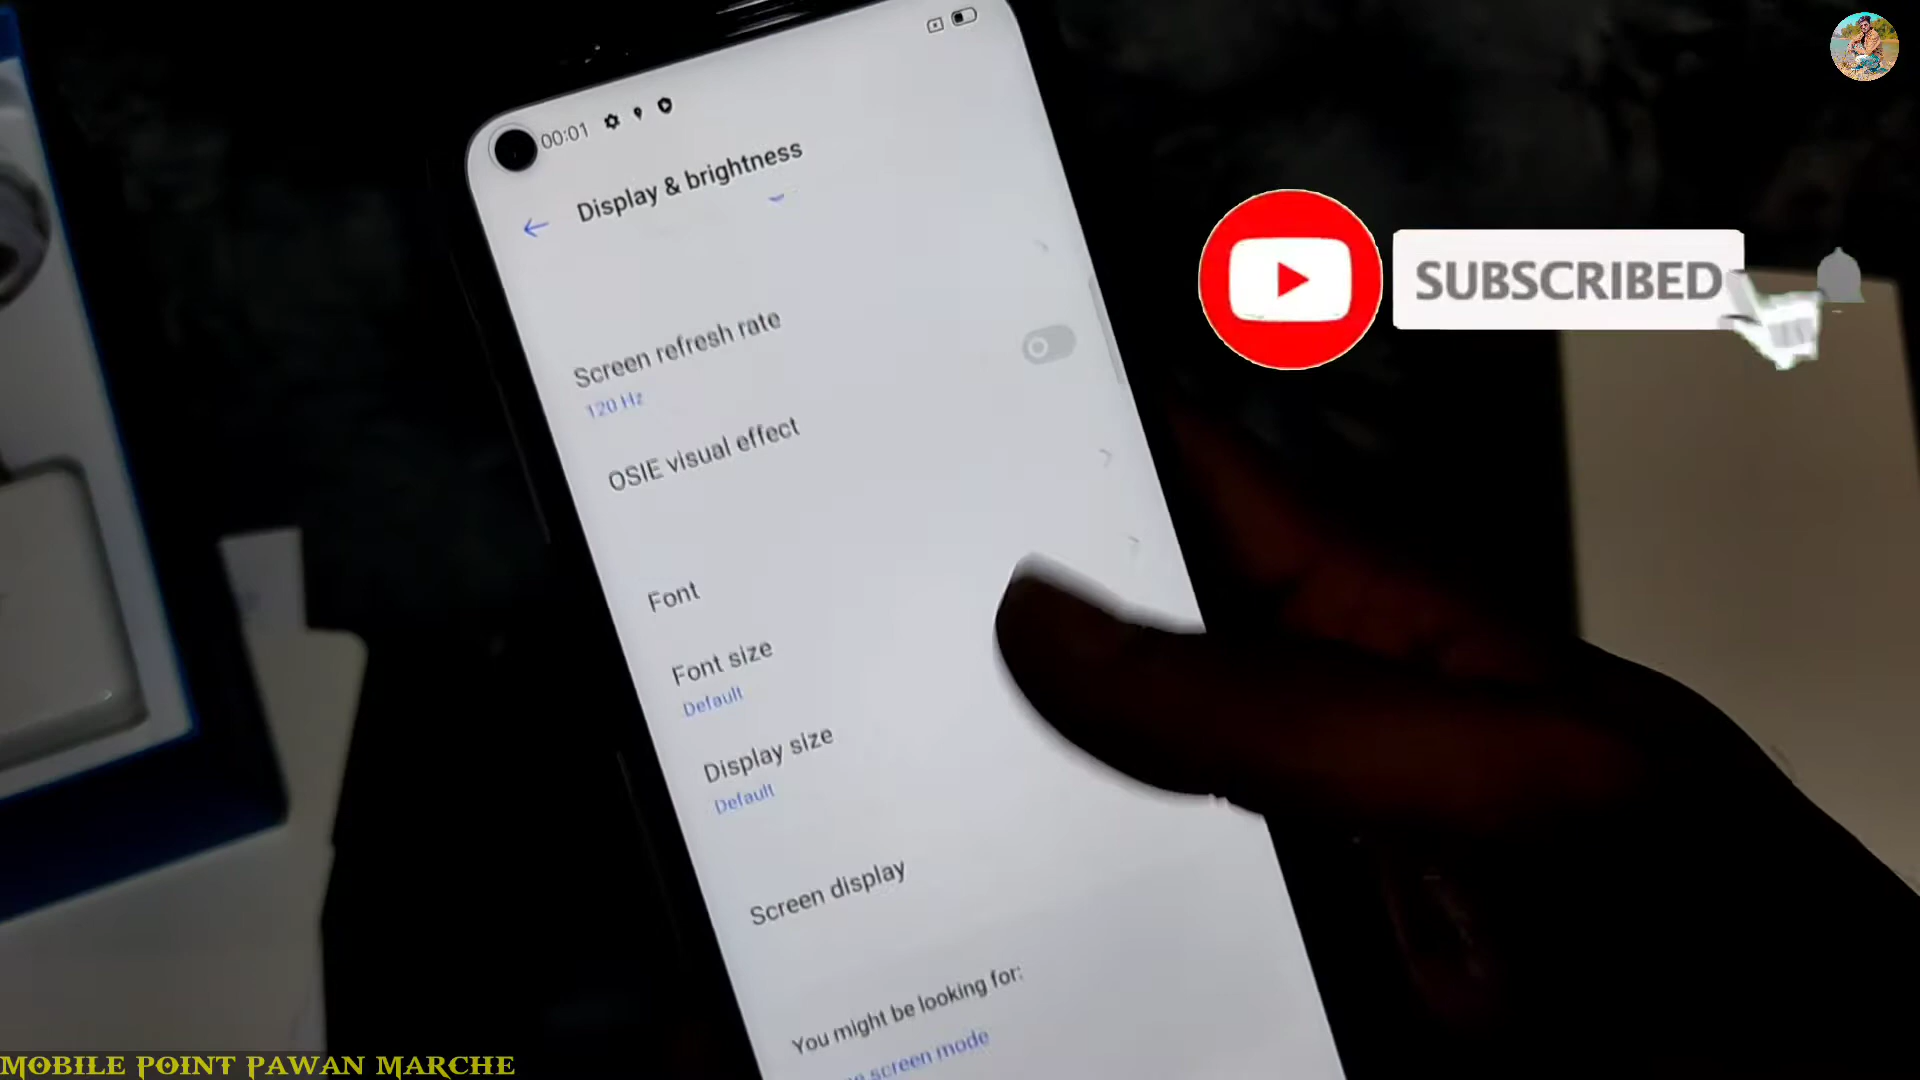 00:01
Display & brightness
Screen refresh rate
120 Hz
OSIE visual effect
Font
Font size
Default
Display size
Default
Screen display
You might be looking for:
screen mode
SUBSCRIBED
MOBILE POINT PAWAN MARCHE